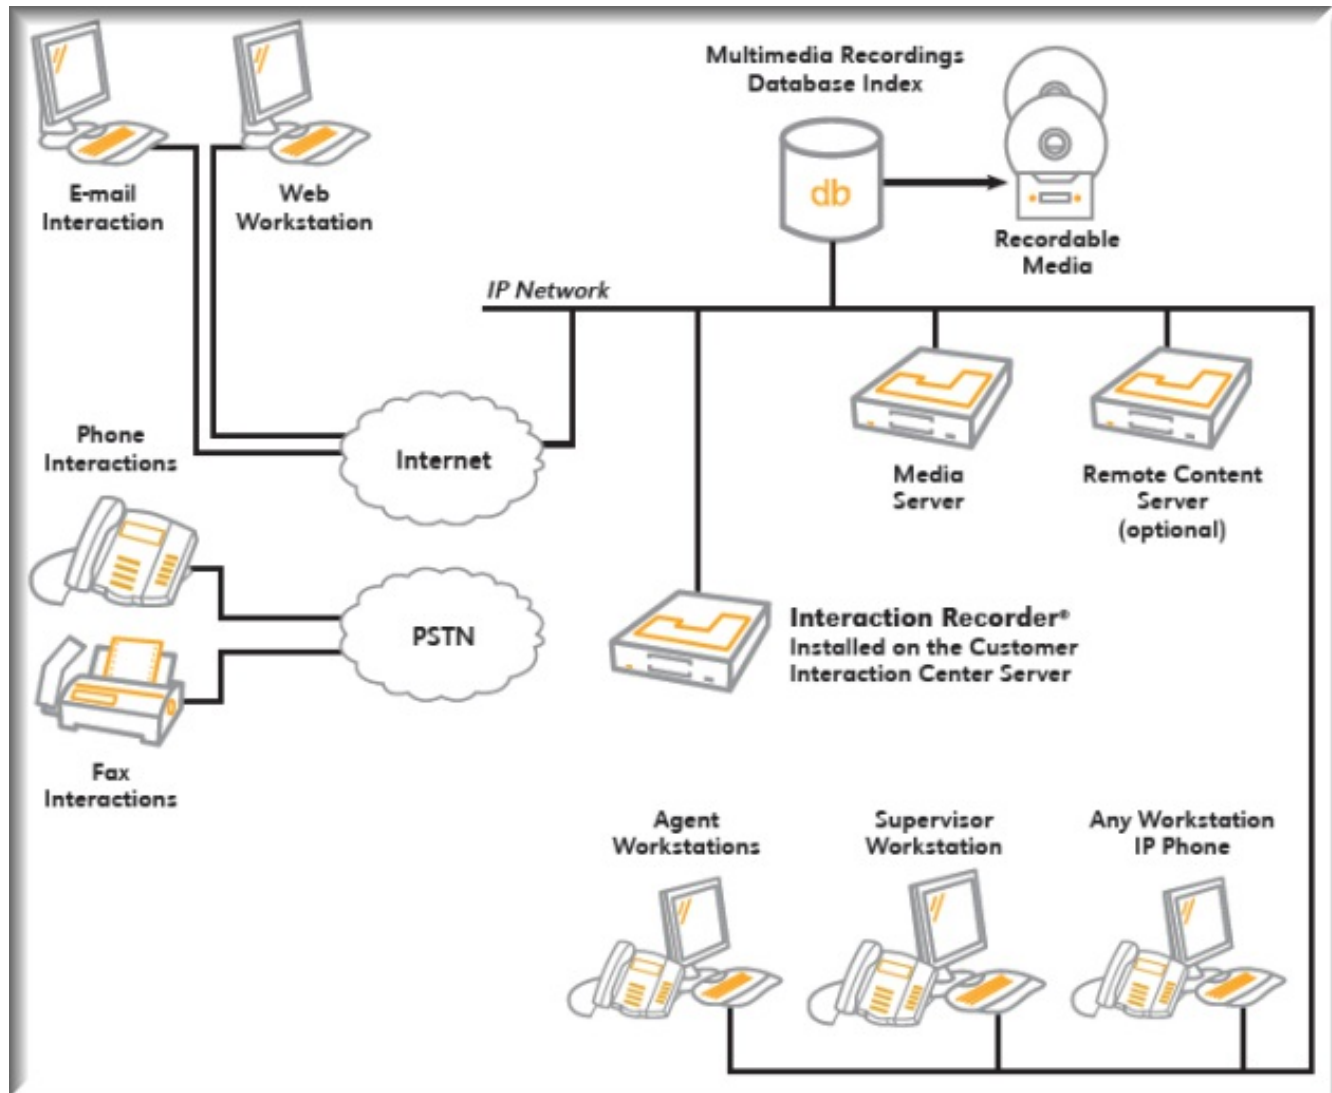 E-mail
Interaction
Web
Workstation
Multimedia Recordings
Database Index
db
Recordable
Media
IP Network
Internet
Media
Server
Remote Content
Server
(optional)
Phone
Interactions
PSTN
Interaction Recorder®
Installed on the Customer
Interaction Center Server
Fax
Interactions
Agent
Workstations
Supervisor
Workstation
Any Workstation
IP Phone